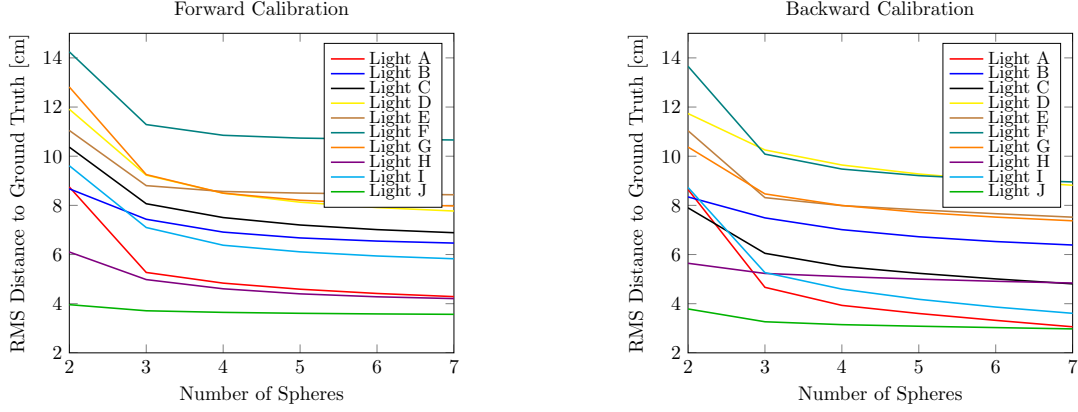 Forward Calibration
RMS Distance to Ground Truth [cm]
14
12
10
8
6
4
2
2 3 4 5 6 7
Number of Spheres
Light A
Light B
Light C
Light D
Light E
Light F
Light G
Light H
Light I
Light J
Backward Calibration
RMS Distance to Ground Truth [cm]
14
12
10
8
6
4
2
2 3 4 5 6 7
Number of Spheres
Light A
Light B
Light C
Light D
Light E
Light F
Light G
Light H
Light I
Light J